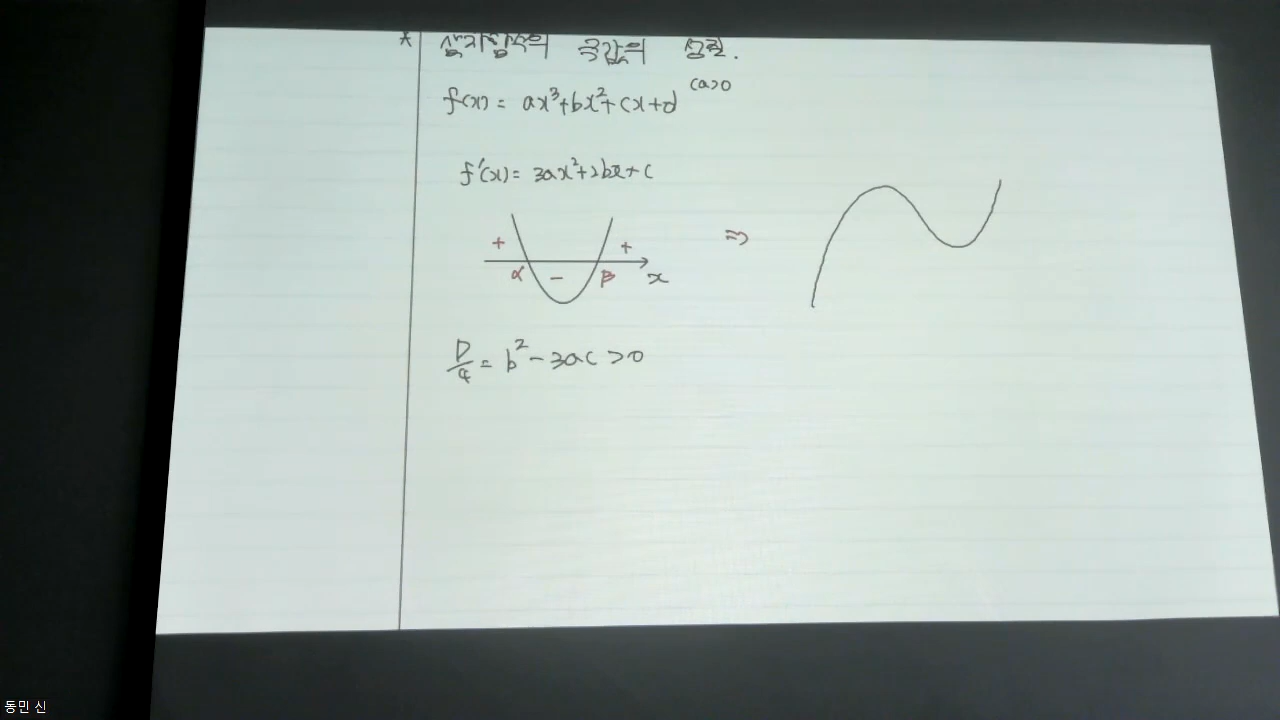 * 삼차함수의 극값의 성질.
f(x) = ax³+bx²+cx+d (a>0
f'(x) = 3ax²+2bx+c
+ + ⇒
α − β x
D/4 = b²-3ac >0
동민 신